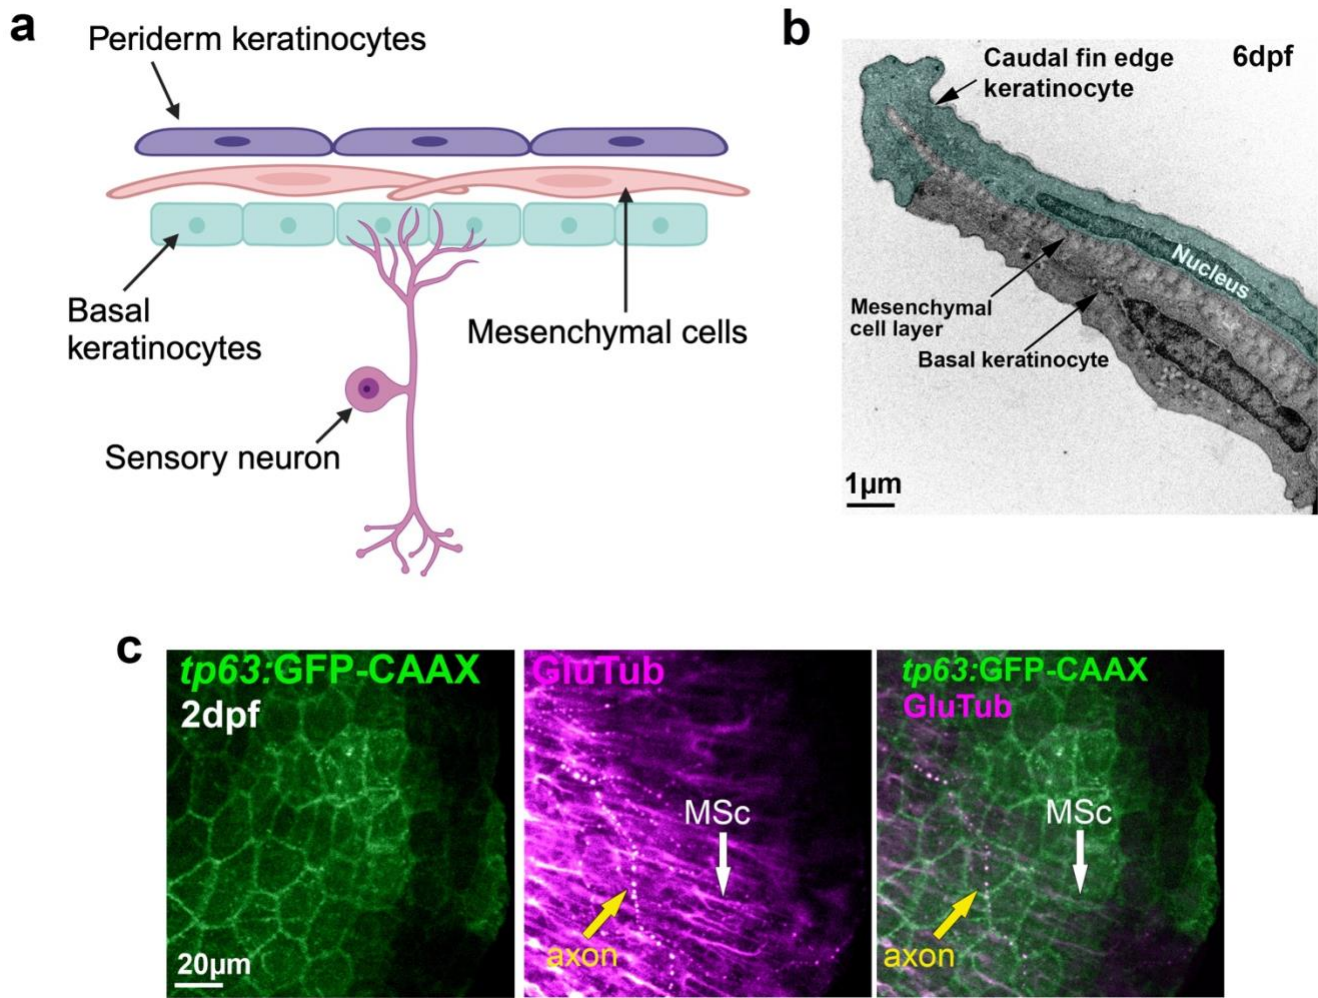 a
Periderm keratinocytes
Basal
keratinocytes
Mesenchymal cells
Sensory neuron
b
Caudal fin edge
keratinocyte
6dpf
Nucleus
Mesenchymal
cell layer
Basal keratinocyte
1µm
c
tp63:GFP-CAAX
2dpf
20µm
GluTub
MSc
axon
tp63:GFP-CAAX
GluTub
MSc
axon